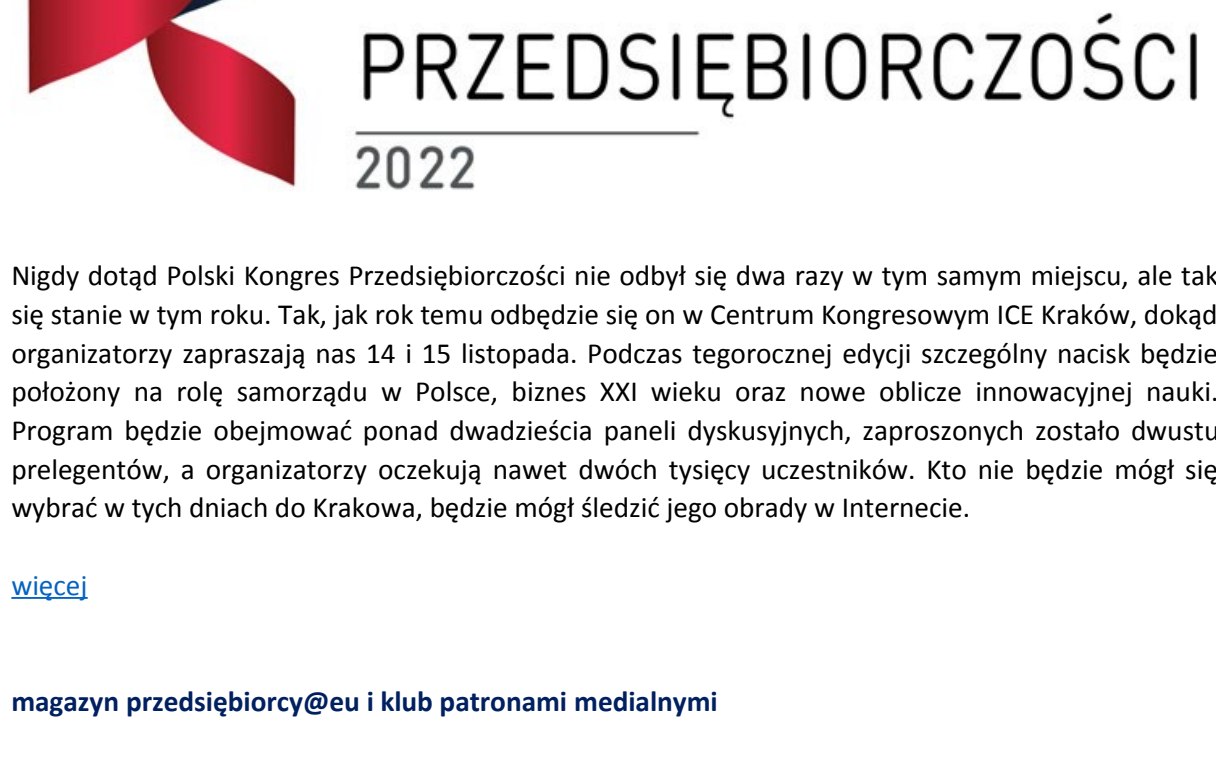 PRZEDSIĘBIORCZOŚCI
2022
Nigdy dotąd Polski Kongres Przedsiębiorczości nie odbył się dwa razy w tym samym miejscu, ale tak
się stanie w tym roku. Tak, jak rok temu odbędzie się on w Centrum Kongresowym ICE Kraków, dokąd
organizatorzy zapraszają nas 14 i 15 listopada. Podczas tegorocznej edycji szczególny nacisk będzie
położony na rolę samorządu w Polsce, biznes XXI wieku oraz nowe oblicze innowacyjnej nauki.
Program będzie obejmować ponad dwadzieścia paneli dyskusyjnych, zaproszonych zostało dwustu
prelegentów, a organizatorzy oczekują nawet dwóch tysięcy uczestników. Kto nie będzie mógł się
wybrać w tych dniach do Krakowa, będzie mógł śledzić jego obrady w Internecie.
więcej
magazyn przedsiębiorcy@eu i klub patronami medialnymi